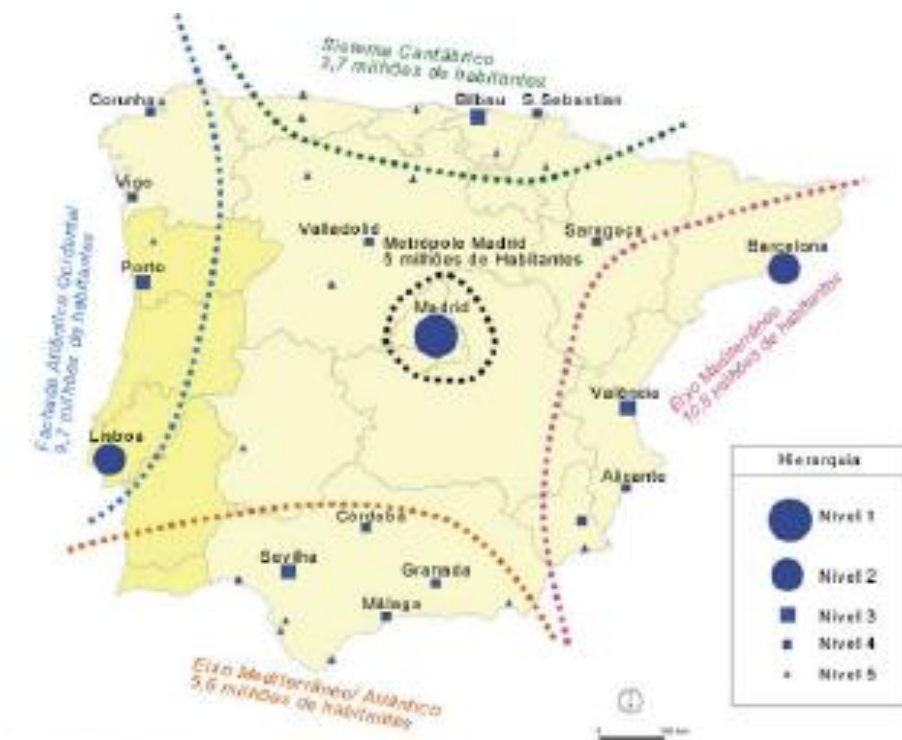 Sistema Cantábrico
3,7 milhões de habitantes
Corunha
Bilbau
S. Sebastian
Vigo
Valladolid
Metrópole Madrid
5 milhões de Habitantes
Saragoça
Barcelona
Porto
Madrid
Fachada Atlântica Ocidental
9,7 milhões de habitantes
Eixo Mediterrâneo
10,8 milhões de habitantes
Valência
Lisboa
Alicante
Córdoba
Sevilha
Granada
Málaga
Eixo Mediterrâneo/ Atlântico
5,6 milhões de habitantes
Hierarquia
Nível 1
Nível 2
Nível 3
Nível 4
Nível 5
0